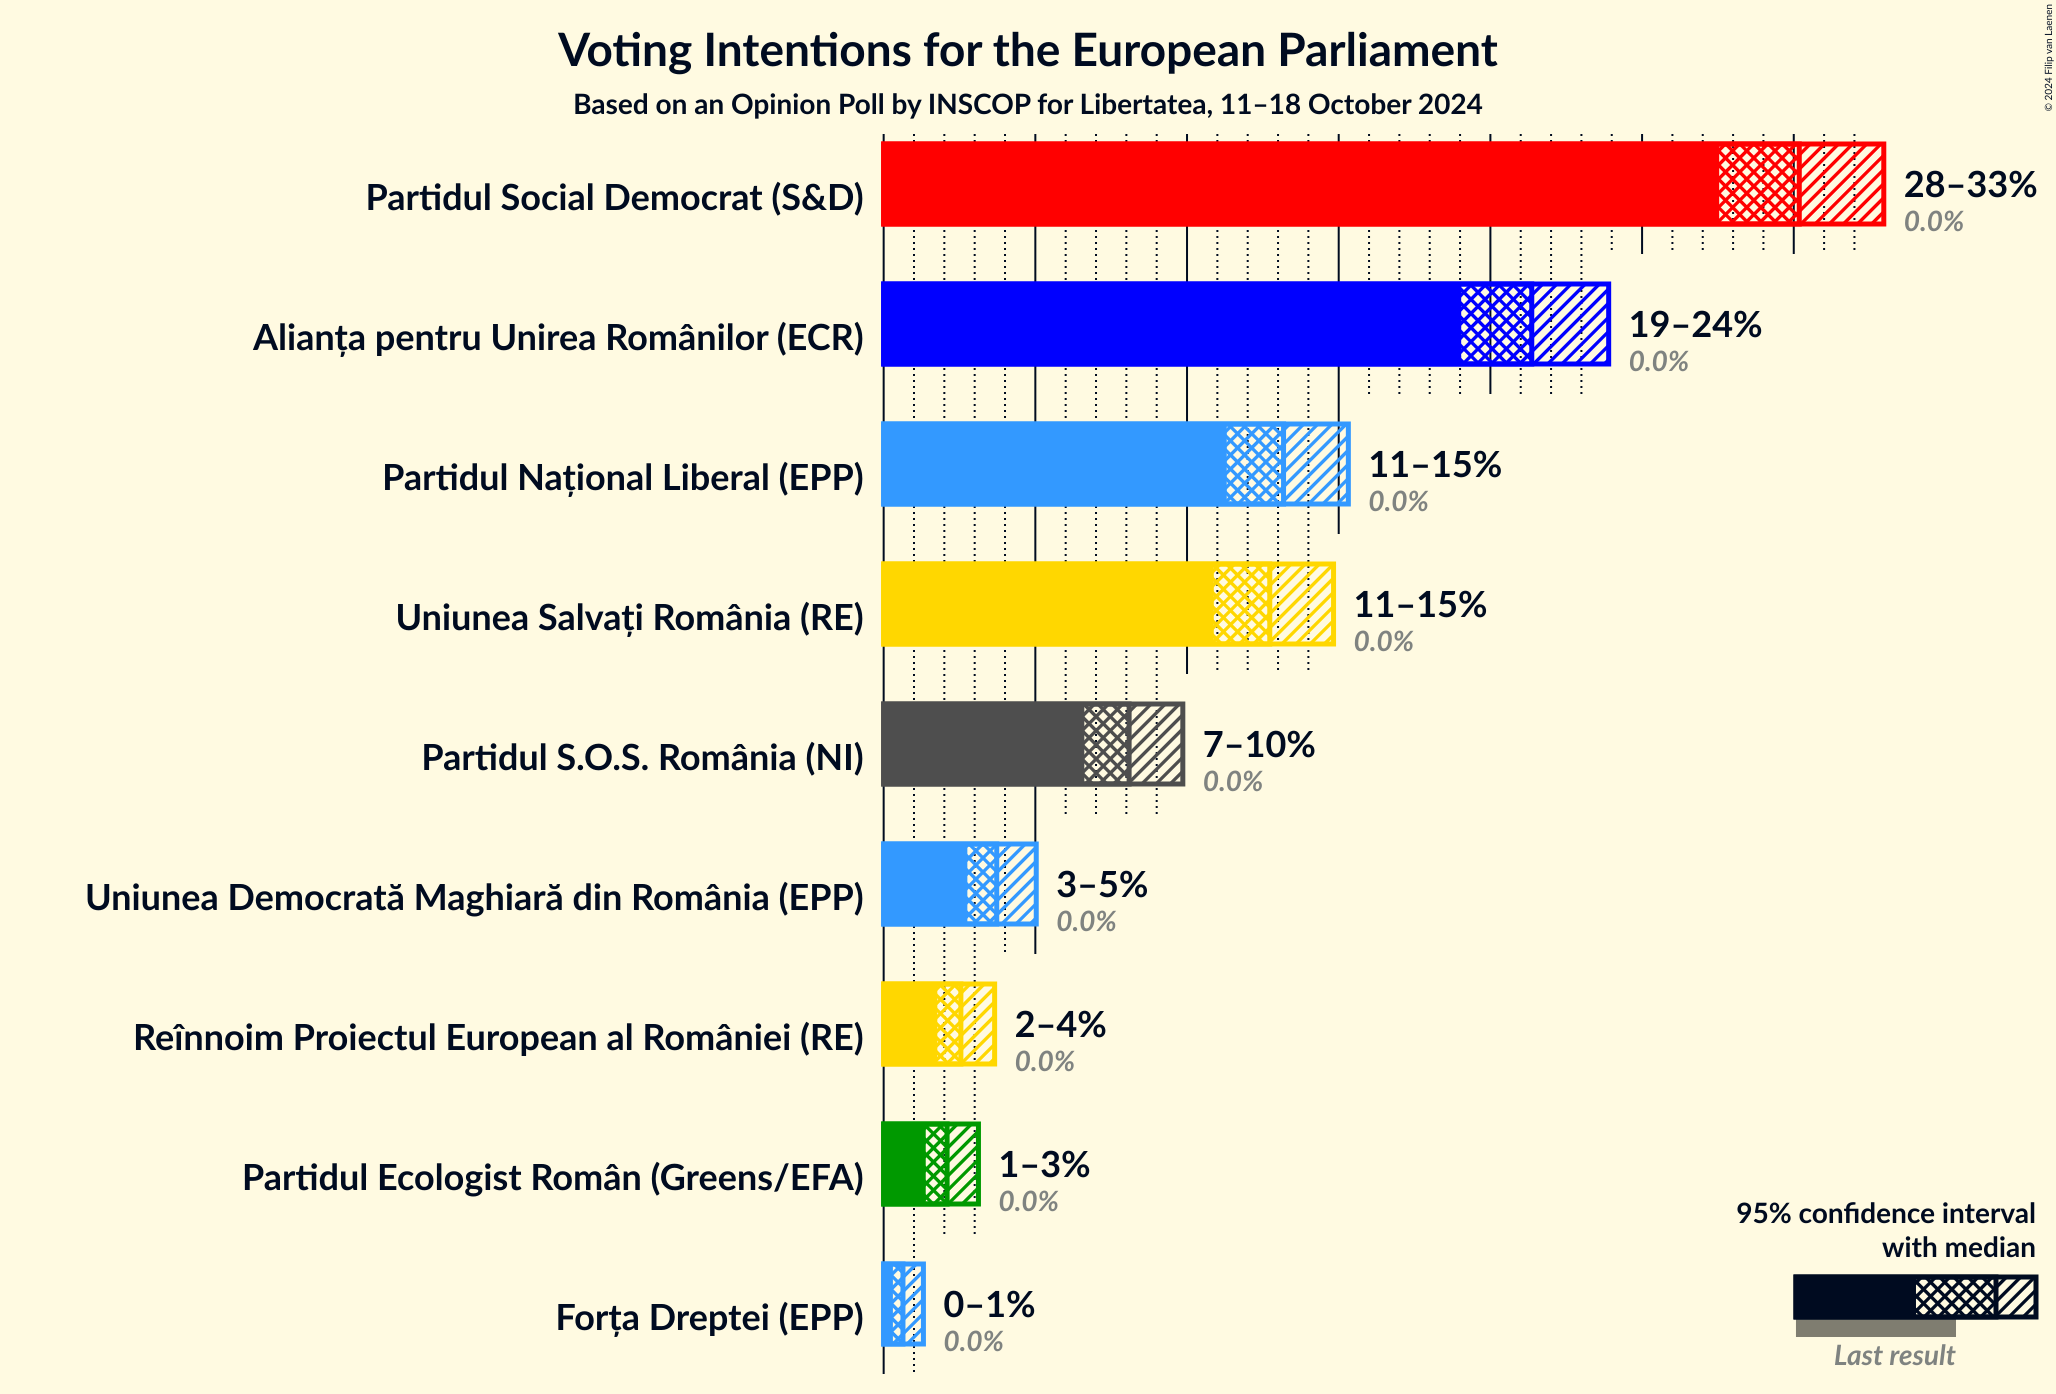 Voting Intentions for the European Parliament
Based on an Opinion Poll by INSCOP for Libertatea, 11–18 October 2024
© 2024 Filip van Laenen
Partidul Social Democrat (S&D)
28–33%
0.0%
Alianța pentru Unirea Românilor (ECR)
19–24%
0.0%
Partidul Național Liberal (EPP)
11–15%
0.0%
Uniunea Salvați România (RE)
11–15%
0.0%
Partidul S.O.S. România (NI)
7–10%
0.0%
Uniunea Democrată Maghiară din România (EPP)
3–5%
0.0%
Reînnoim Proiectul European al României (RE)
2–4%
0.0%
Partidul Ecologist Român (Greens/EFA)
1–3%
0.0%
Forța Dreptei (EPP)
0–1%
0.0%
95% confidence interval
with median
Last result